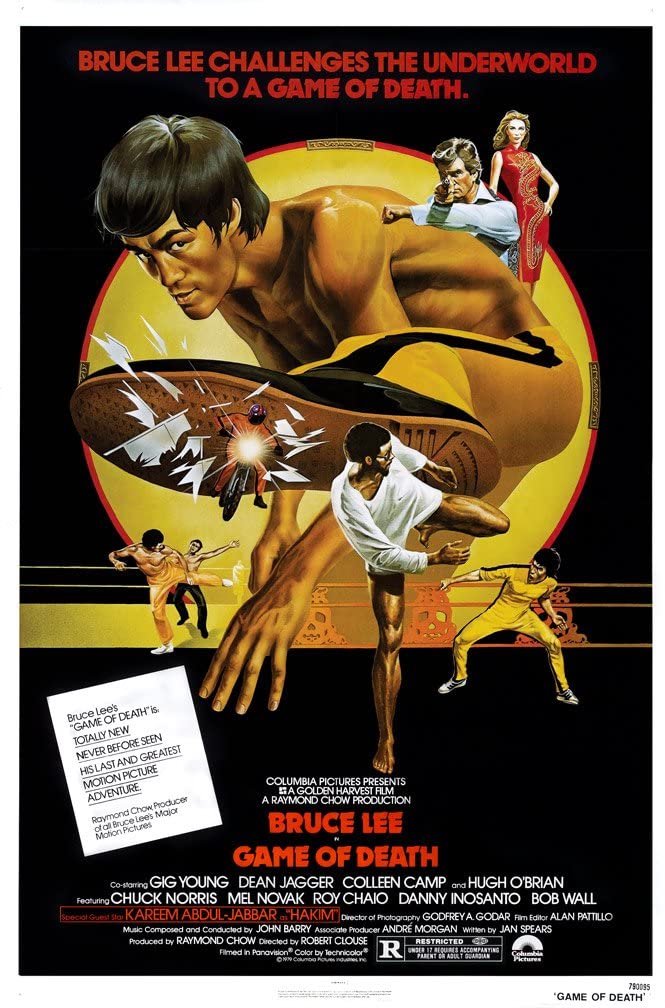 BRUCE LEE CHALLENGES THE UNDERWORLD
TO A GAME OF DEATH.
Bruce Lee's
"GAME OF DEATH" is:
TOTALLY NEW
NEVER BEFORE SEEN
HIS LAST AND GREATEST
MOTION PICTURE
ADVENTURE.
Raymond Chow, Producer
of all Bruce Lee's Major
Motion Pictures
COLUMBIA PICTURES PRESENTS
A GOLDEN HARVEST FILM
A RAYMOND CHOW PRODUCTION
BRUCE LEE
IN
GAME OF DEATH
Co-starring GIG YOUNG DEAN JAGGER COLLEEN CAMP and HUGH O'BRIAN
Featuring CHUCK NORRIS MEL NOVAK ROY CHAIO DANNY INOSANTO BOB WALL
Special Guest Star KAREEM ABDUL-JABBAR as "HAKIM" Director of Photography GODFREY A. GODAR Film Editor ALAN PATTILLO
Music Composed and Conducted by JOHN BARRY Associate Producer ANDRÉ MORGAN Written by JAN SPEARS
Produced by RAYMOND CHOW Directed by ROBERT CLOUSE
Filmed in Panavision® Color by Technicolor®
© 1979 Columbia Pictures Industries, Inc.
R RESTRICTED
UNDER 17 REQUIRES ACCOMPANYING
PARENT OR ADULT GUARDIAN
Columbia
Pictures
790095
'GAME OF DEATH'